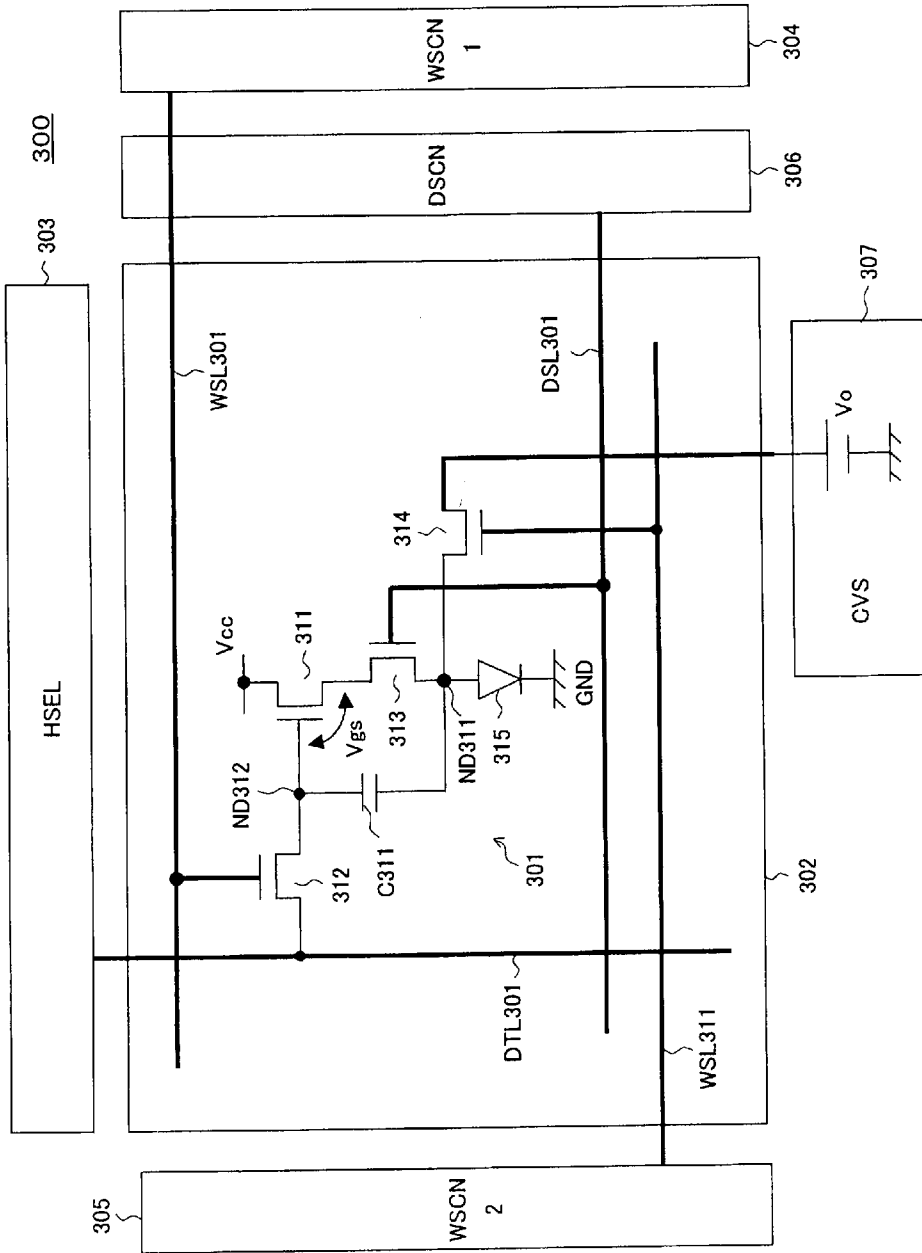 300
HSEL
303
WSCN
1
304
DSCN
306
WSCN
2
305
WSL301
Vcc
311
Vgs
ND312
312
C311
313
ND311
314
315
GND
301
302
DTL301
DSL301
WSL311
307
Vo
CVS